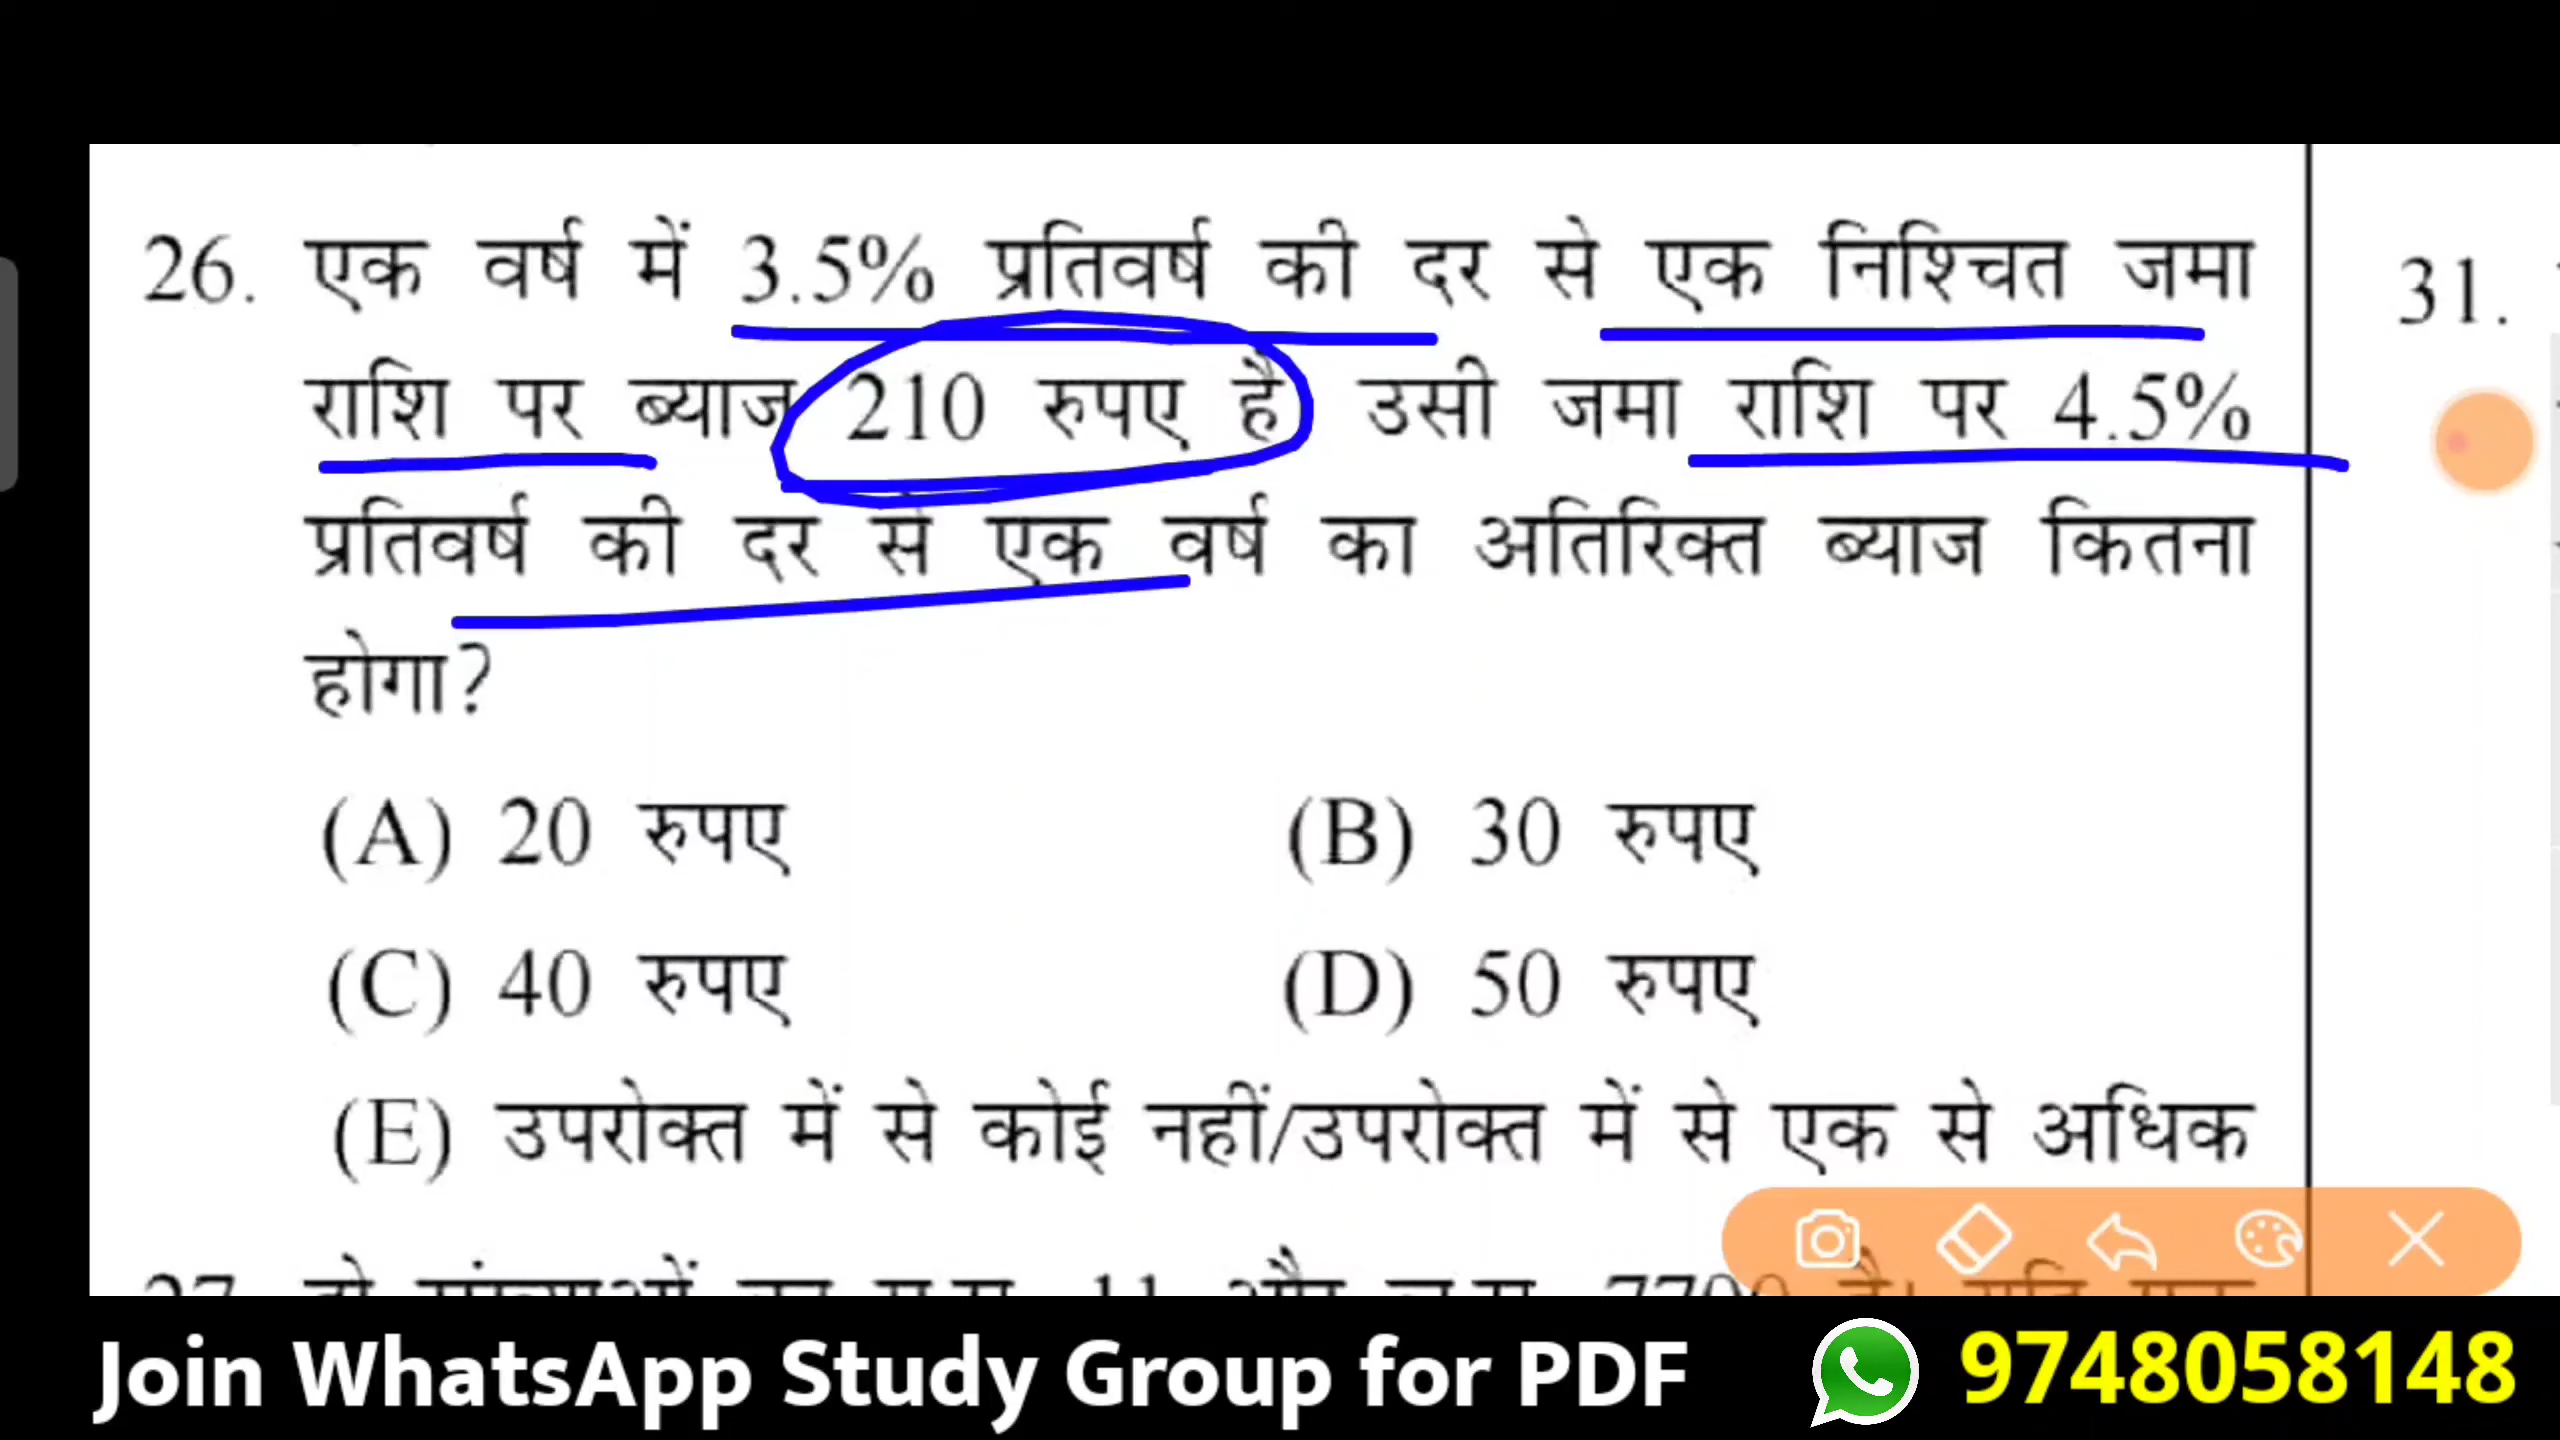 26. एक वर्ष में 3.5% प्रतिवर्ष की दर से एक निश्चित जमा
राशि पर ब्याज 210 रुपए है उसी जमा राशि पर 4.5%
प्रतिवर्ष की दर से एक वर्ष का अतिरिक्त ब्याज कितना
होगा?
(A) 20 रुपए (B) 30 रुपए
(C) 40 रुपए (D) 50 रुपए
(E) उपरोक्त में से कोई नहीं/उपरोक्त में से एक से अधिक
31.
Join WhatsApp Study Group for PDF 9748058148